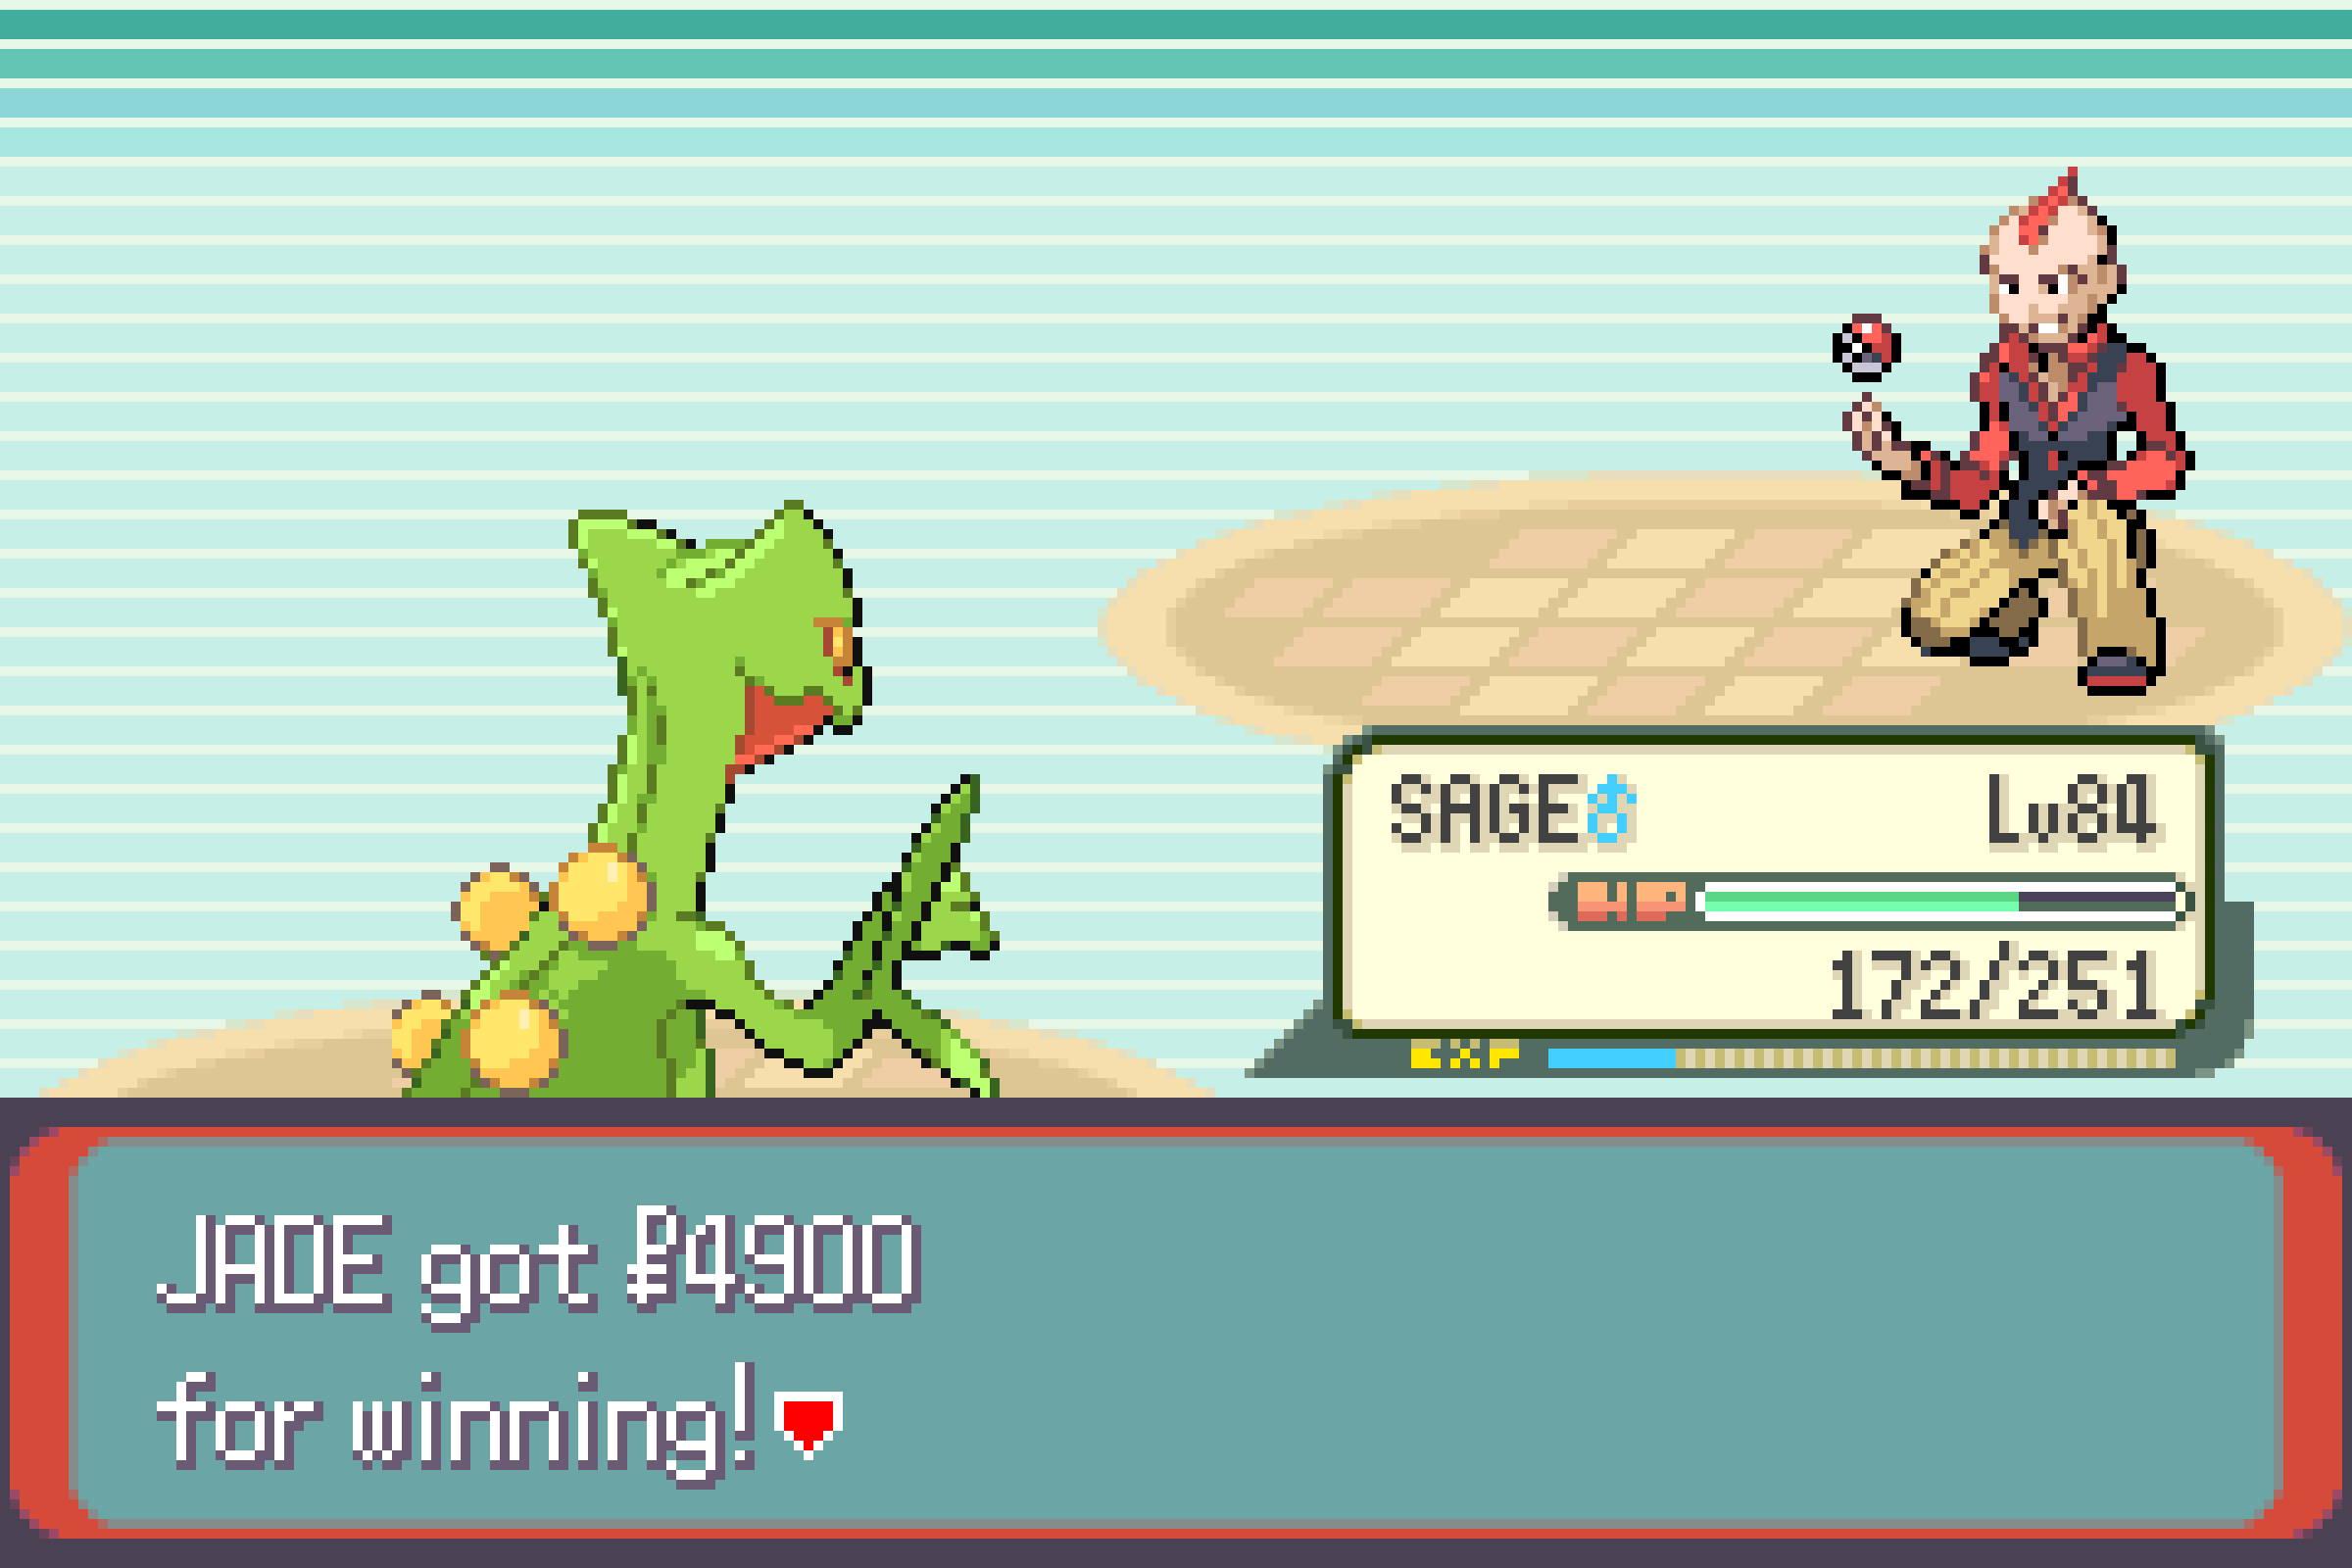 SAGE♂ Lv84
HP
172/251
EXP
JADE got ₽4900
for winning!♥